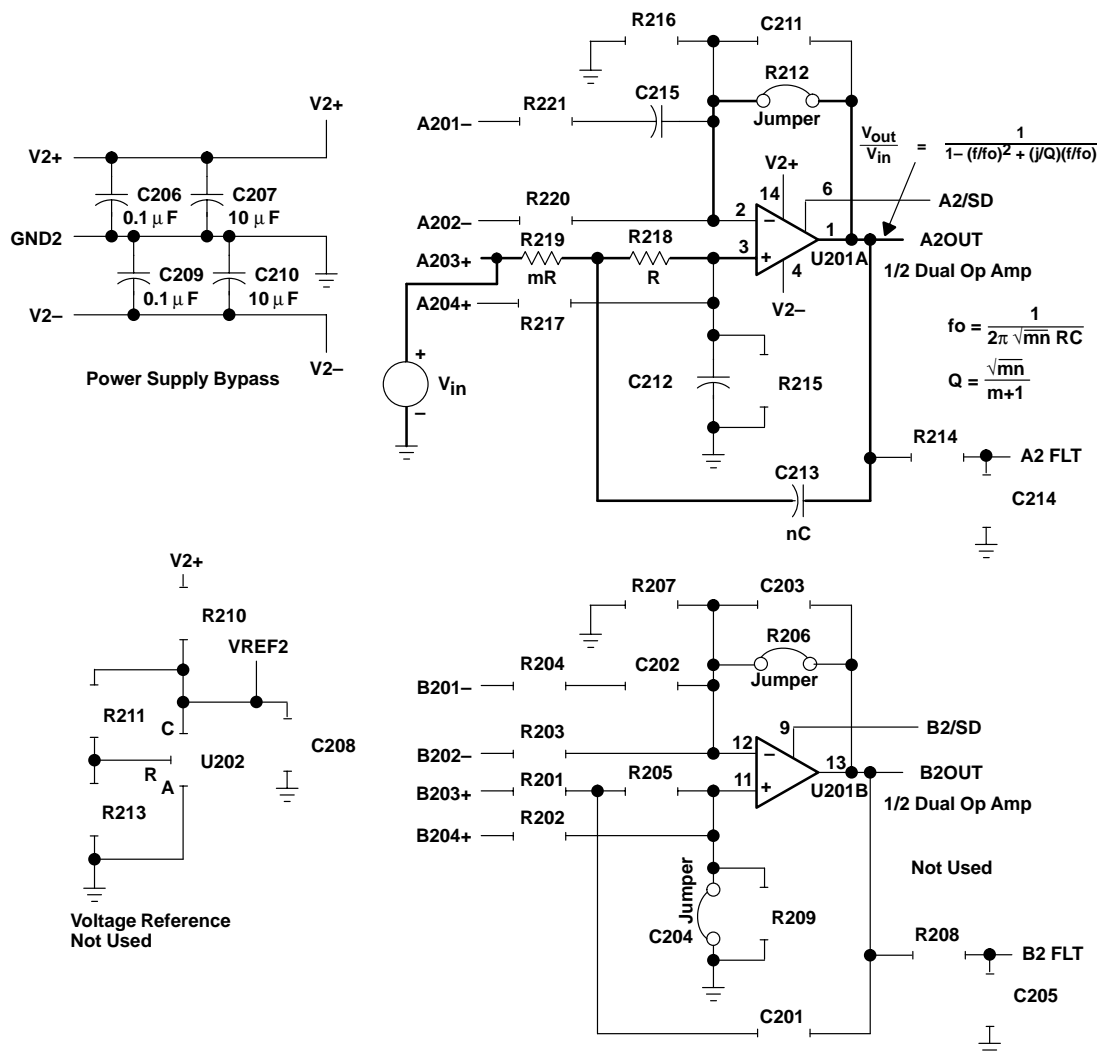 V2+
V2+
C206
0.1 μF
C207
10 μF
GND2
C209
0.1 μF
C210
10 μF
V2–
V2–
Power Supply Bypass
R216
C211
R212
Jumper
A201–
R221
C215
V2+
Vout
Vin
=
1
1– (f/fo)2 + (j/Q)(f/fo)
A202–
R220
14
6
A2/SD
2
–
3
+
1
A2OUT
4
U201A
1/2 Dual Op Amp
V2–
A203+
R219
mR
R218
R
A204+
R217
+
Vin
–
C212
R215
fo = 1
2π √mn RC
Q = √mn
m+1
R214
A2 FLT
C214
C213
nC
V2+
R210
VREF2
R211
C
U202
R
A
C208
R213
Voltage Reference
Not Used
R207
C203
R206
Jumper
B201–
R204
C202
B202–
R203
12
–
9
B2/SD
B203+
R201
R205
11
+
13
B2OUT
U201B
1/2 Dual Op Amp
B204+
R202
Jumper
C204
R209
Not Used
R208
B2 FLT
C205
C201